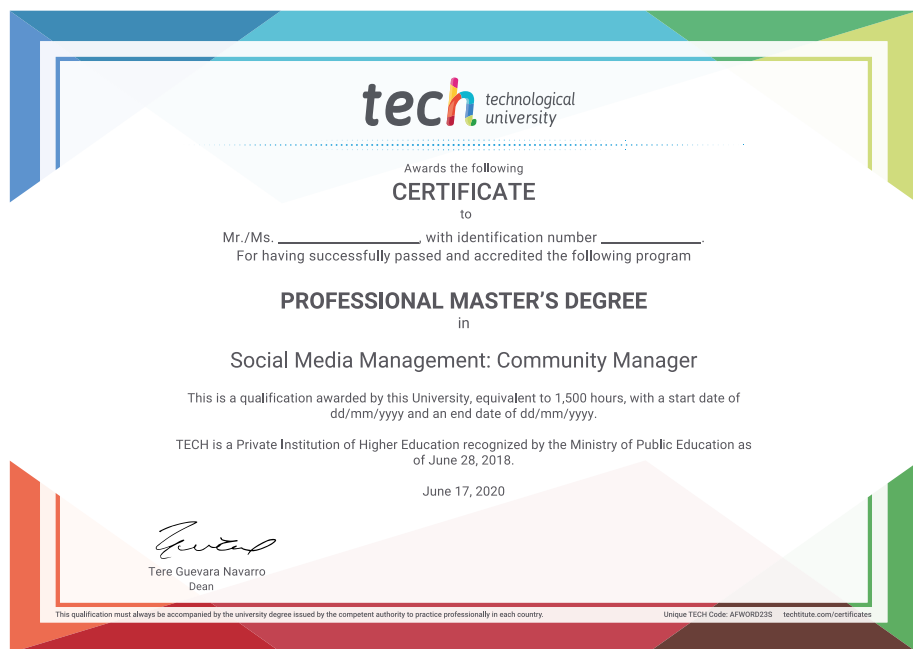 tech technological
university
Awards the following
CERTIFICATE
to
Mr./Ms. ________________, with identification number ____________.
For having successfully passed and accredited the following program
PROFESSIONAL MASTER’S DEGREE
in
Social Media Management: Community Manager
This is a qualification awarded by this University, equivalent to 1,500 hours, with a start date of
dd/mm/yyyy and an end date of dd/mm/yyyy.
TECH is a Private Institution of Higher Education recognized by the Ministry of Public Education as
of June 28, 2018.
June 17, 2020
Tere Guevara Navarro
Dean
This qualification must always be accompanied by the university degree issued by the competent authority to practice professionally in each country. Unique TECH Code: AFWORD23S techtitute.com/certificates